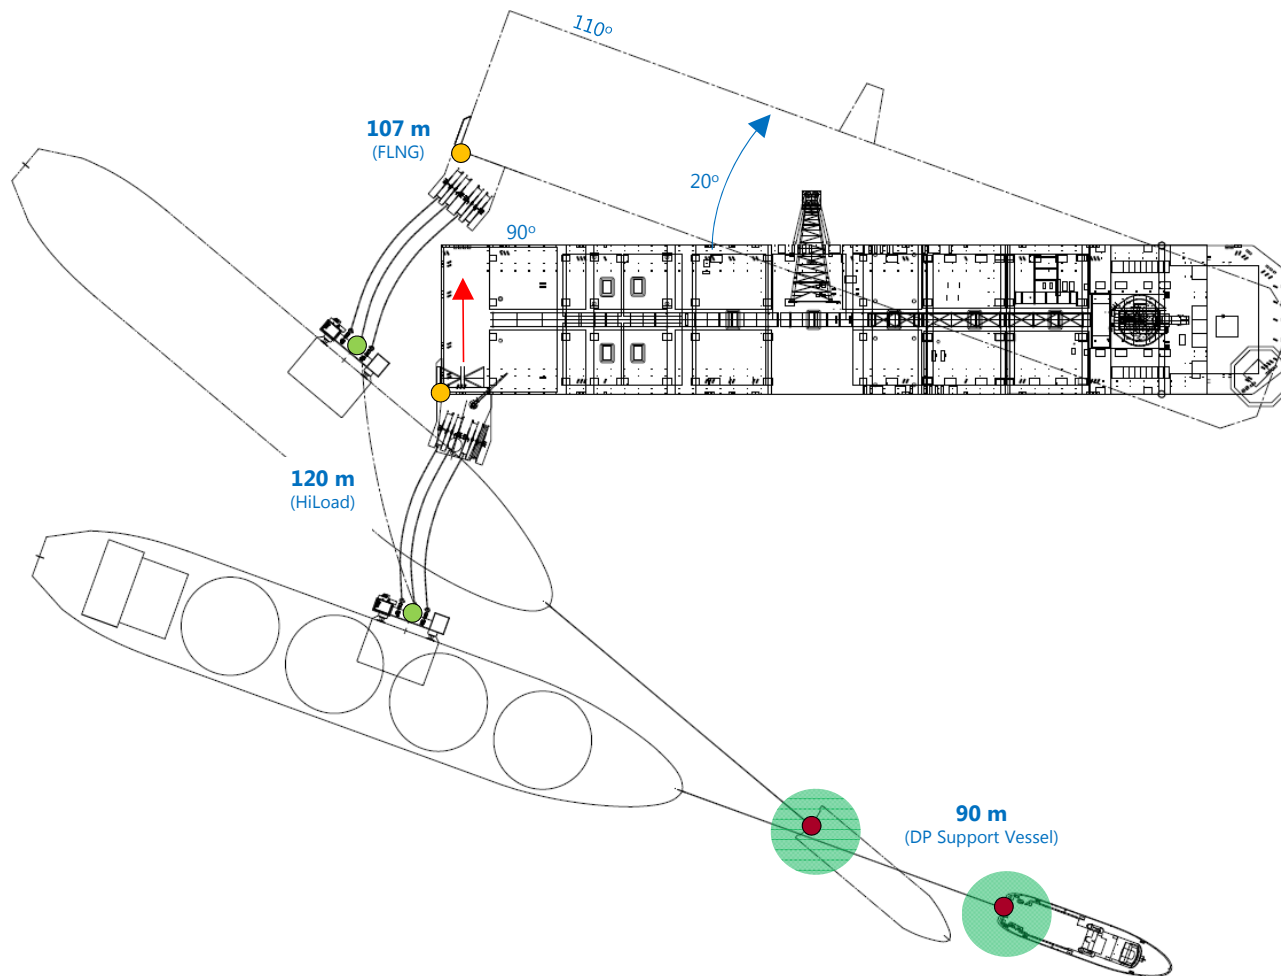 110°
107 m
(FLNG)
20°
90°
120 m
(HiLoad)
90 m
(DP Support Vessel)